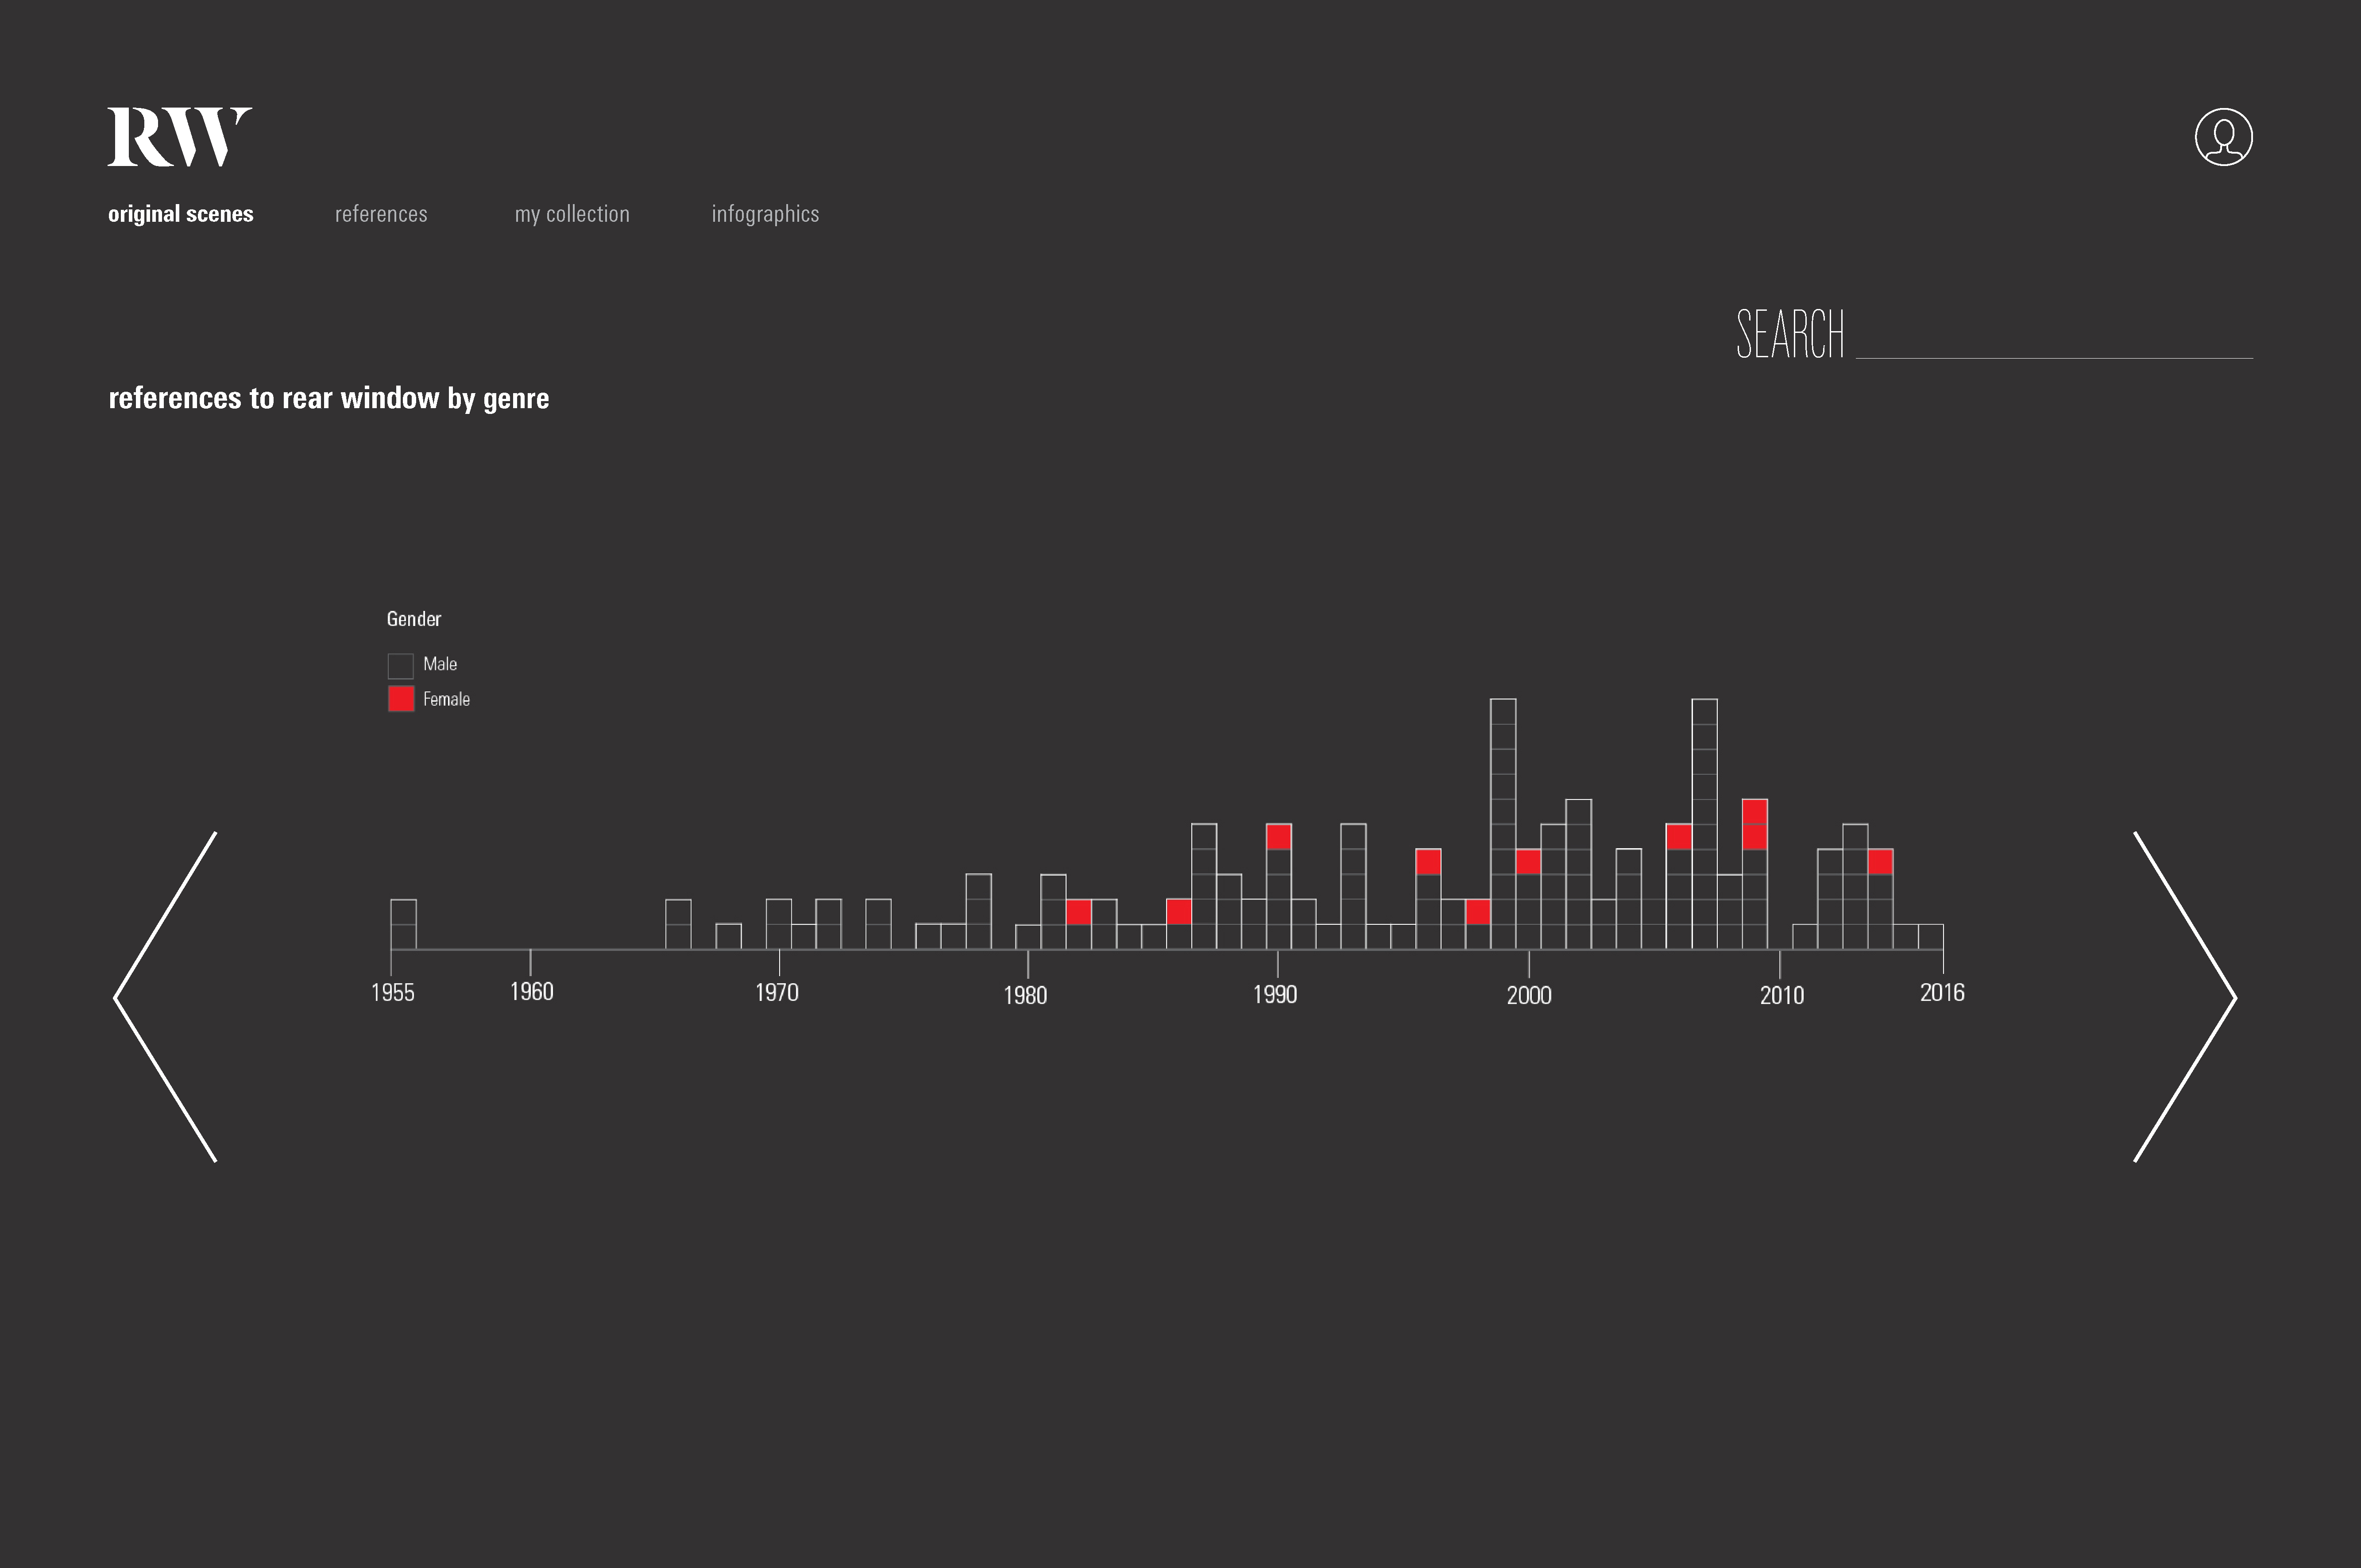 RW
original scenes references my collection infographics
SEARCH
references to rear window by genre
Gender
Male
Female
1955 1960 1970 1980 1990 2000 2010 2016